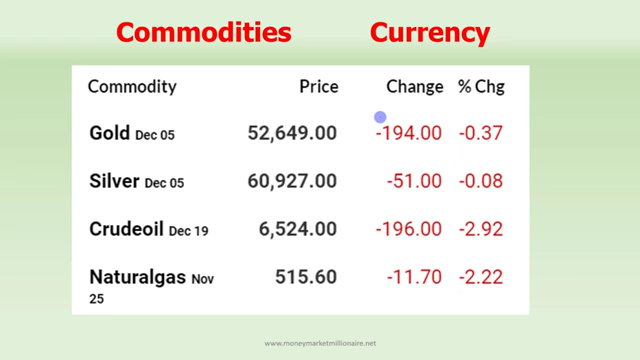 Commodities Currency
Commodity Price Change % Chg
Gold Dec 05 52,649.00 -194.00 -0.37
Silver Dec 05 60,927.00 -51.00 -0.08
Crudeoil Dec 19 6,524.00 -196.00 -2.92
Naturalgas Nov 515.60 -11.70 -2.22
25
www.moneymarketmillionaire.net